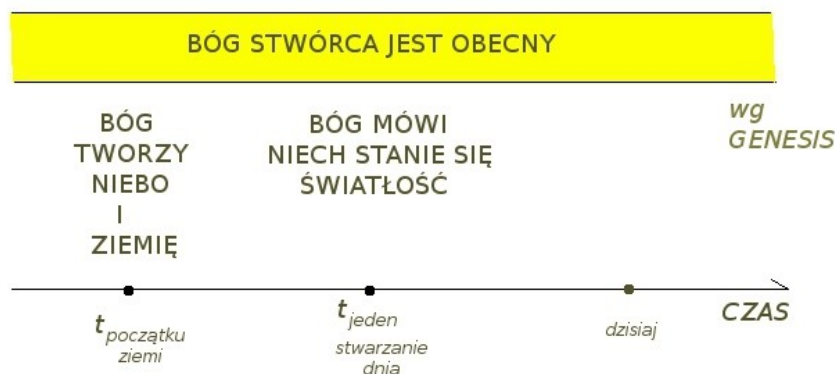 BÓG STWÓRCA JEST OBECNY
wg
GENESIS
BÓG
TWORZY
NIEBO
I
ZIEMIĘ
BÓG MÓWI
NIECH STANIE SIĘ
ŚWIATŁOŚĆ
t początku
ziemi
t jeden
stwarzanie
dnia
dzisiaj
CZAS